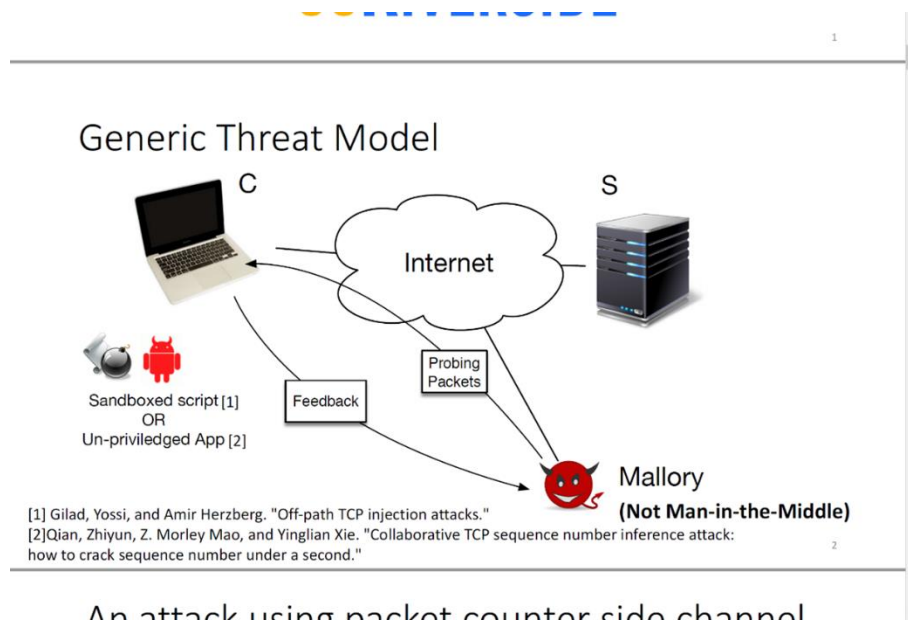 1
Generic Threat Model
C
S
Internet
Probing
Packets
Feedback
Sandboxed script [1]
OR
Un-priviledged App [2]
Mallory
(Not Man-in-the-Middle)
[1] Gilad, Yossi, and Amir Herzberg. "Off-path TCP injection attacks."
[2]Qian, Zhiyun, Z. Morley Mao, and Yinglian Xie. "Collaborative TCP sequence number inference attack:
how to crack sequence number under a second."
2
An attack using packet counter side channel